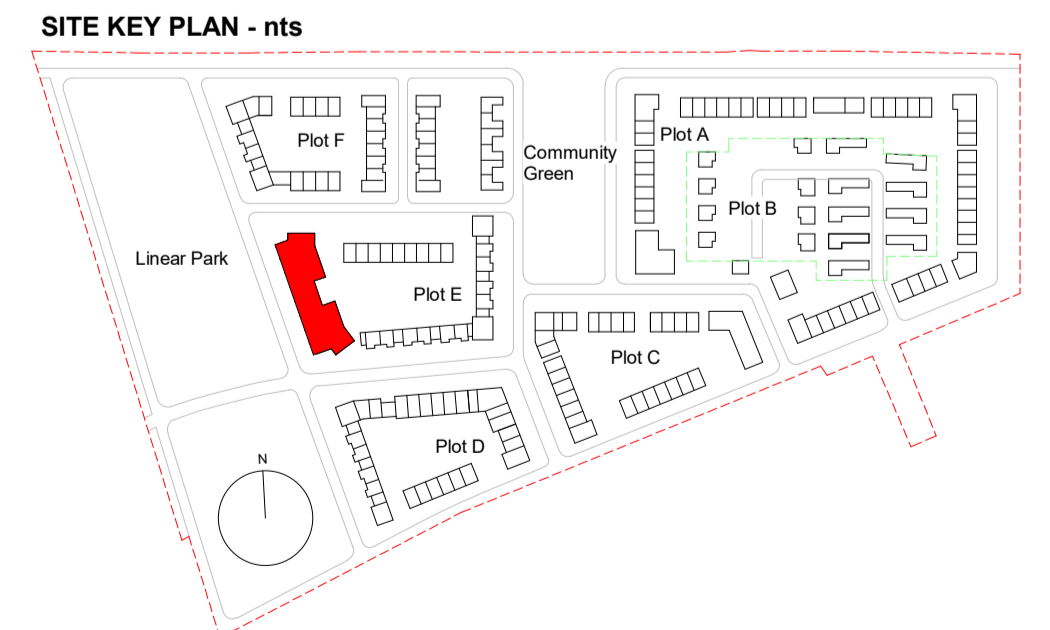 SITE KEY PLAN - nts
Plot F
Plot A
Community
Green
Plot B
Linear Park
Plot E
Plot C
Plot D
N